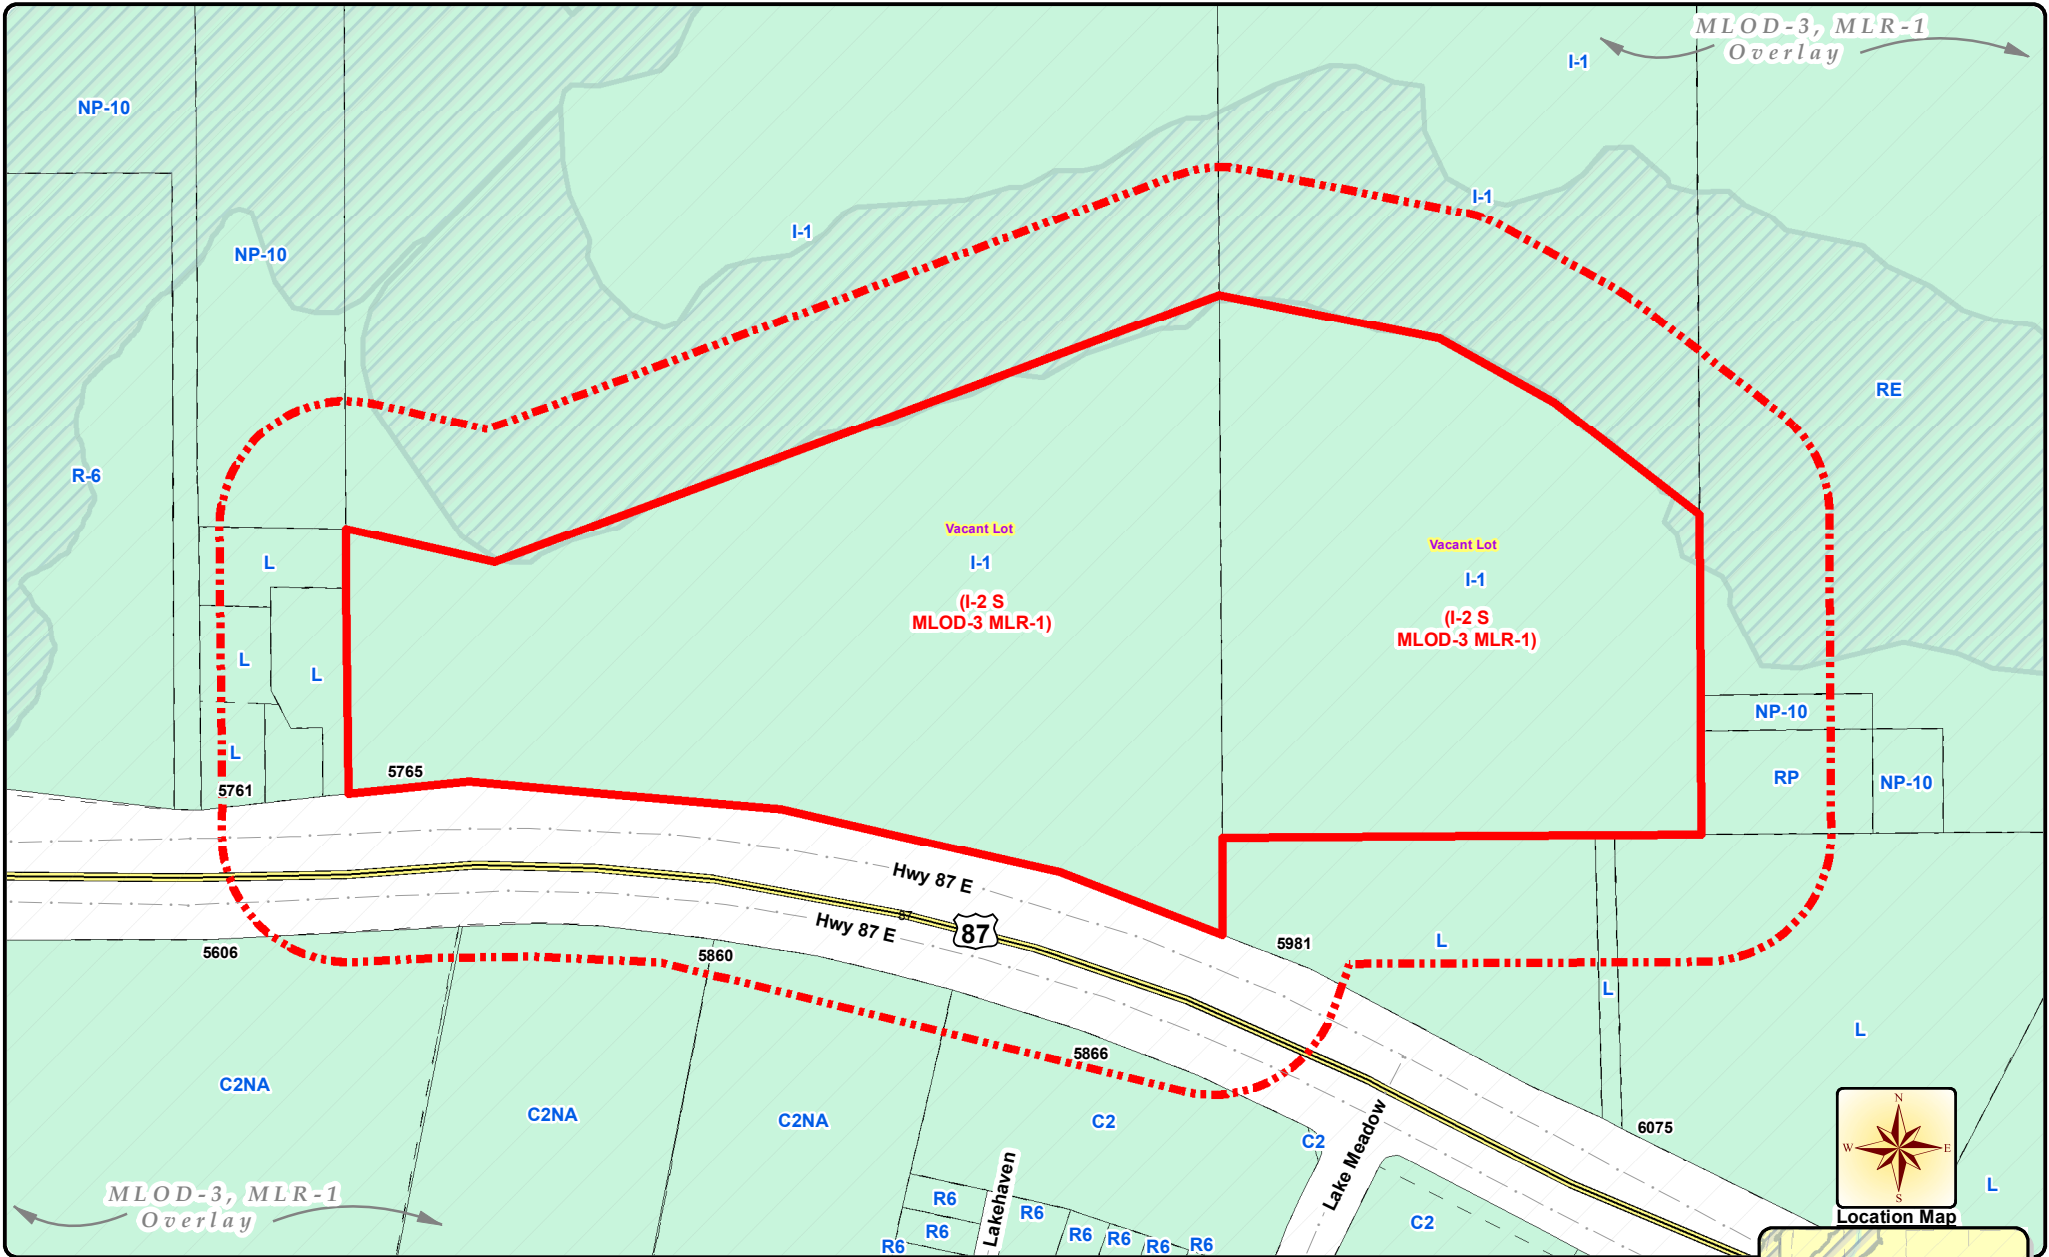 MLOD-3, MLR-1
Overlay
I-1
NP-10
I-1
I-1
NP-10
RE
R-6
Vacant Lot
I-1
(I-2 S
MLOD-3 MLR-1)
Vacant Lot
I-1
(I-2 S
MLOD-3 MLR-1)
L
L
L
L
NP-10
RP
NP-10
5765
5761
Hwy 87 E
Hwy 87 E
87
87
5606
5860
5981
L
L
L
5866
C2NA
C2NA
C2NA
C2
C2
Lake Meadow
6075
N
W
E
S
Location Map
L
MLOD-3, MLR-1
Overlay
R6
R6
R6
Lakehaven
R6
R6
R6
R6
R6
C2